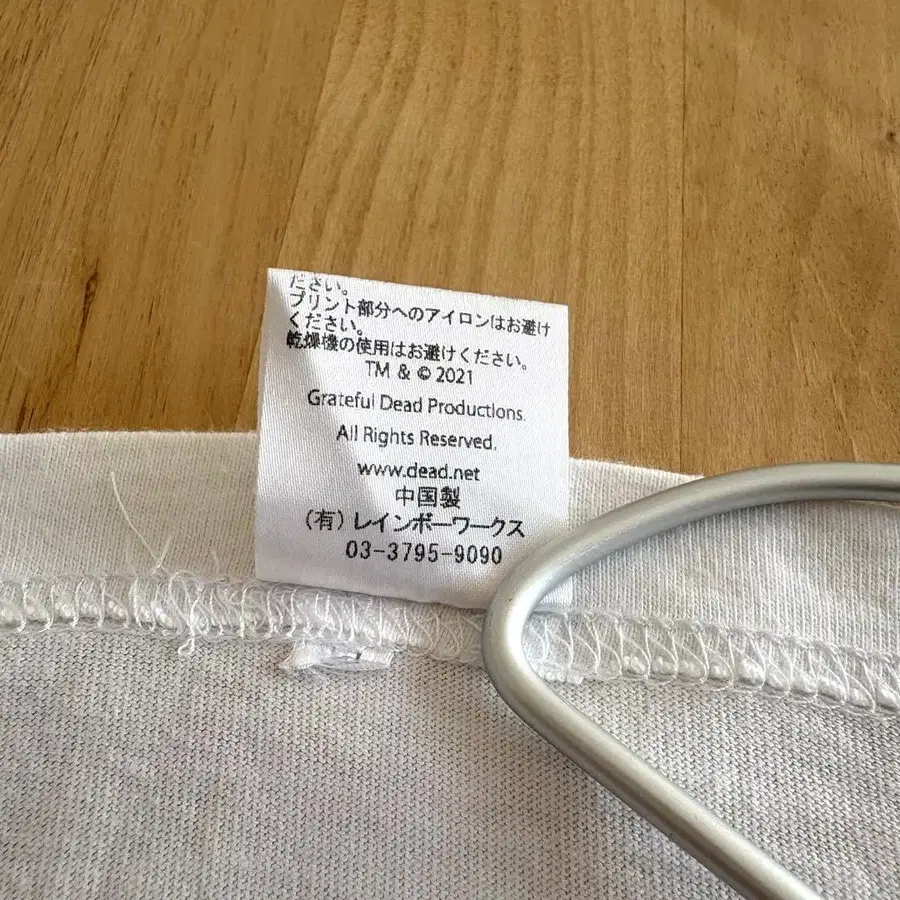 ださい。
プリント部分へのアイロンはお避け
ください。
乾燥機の使用はお避けください。
TM & © 2021
Grateful Dead Productions.
All Rights Reserved.
www.dead.net
中国製
（有）レインボーワークス
03-3795-9090